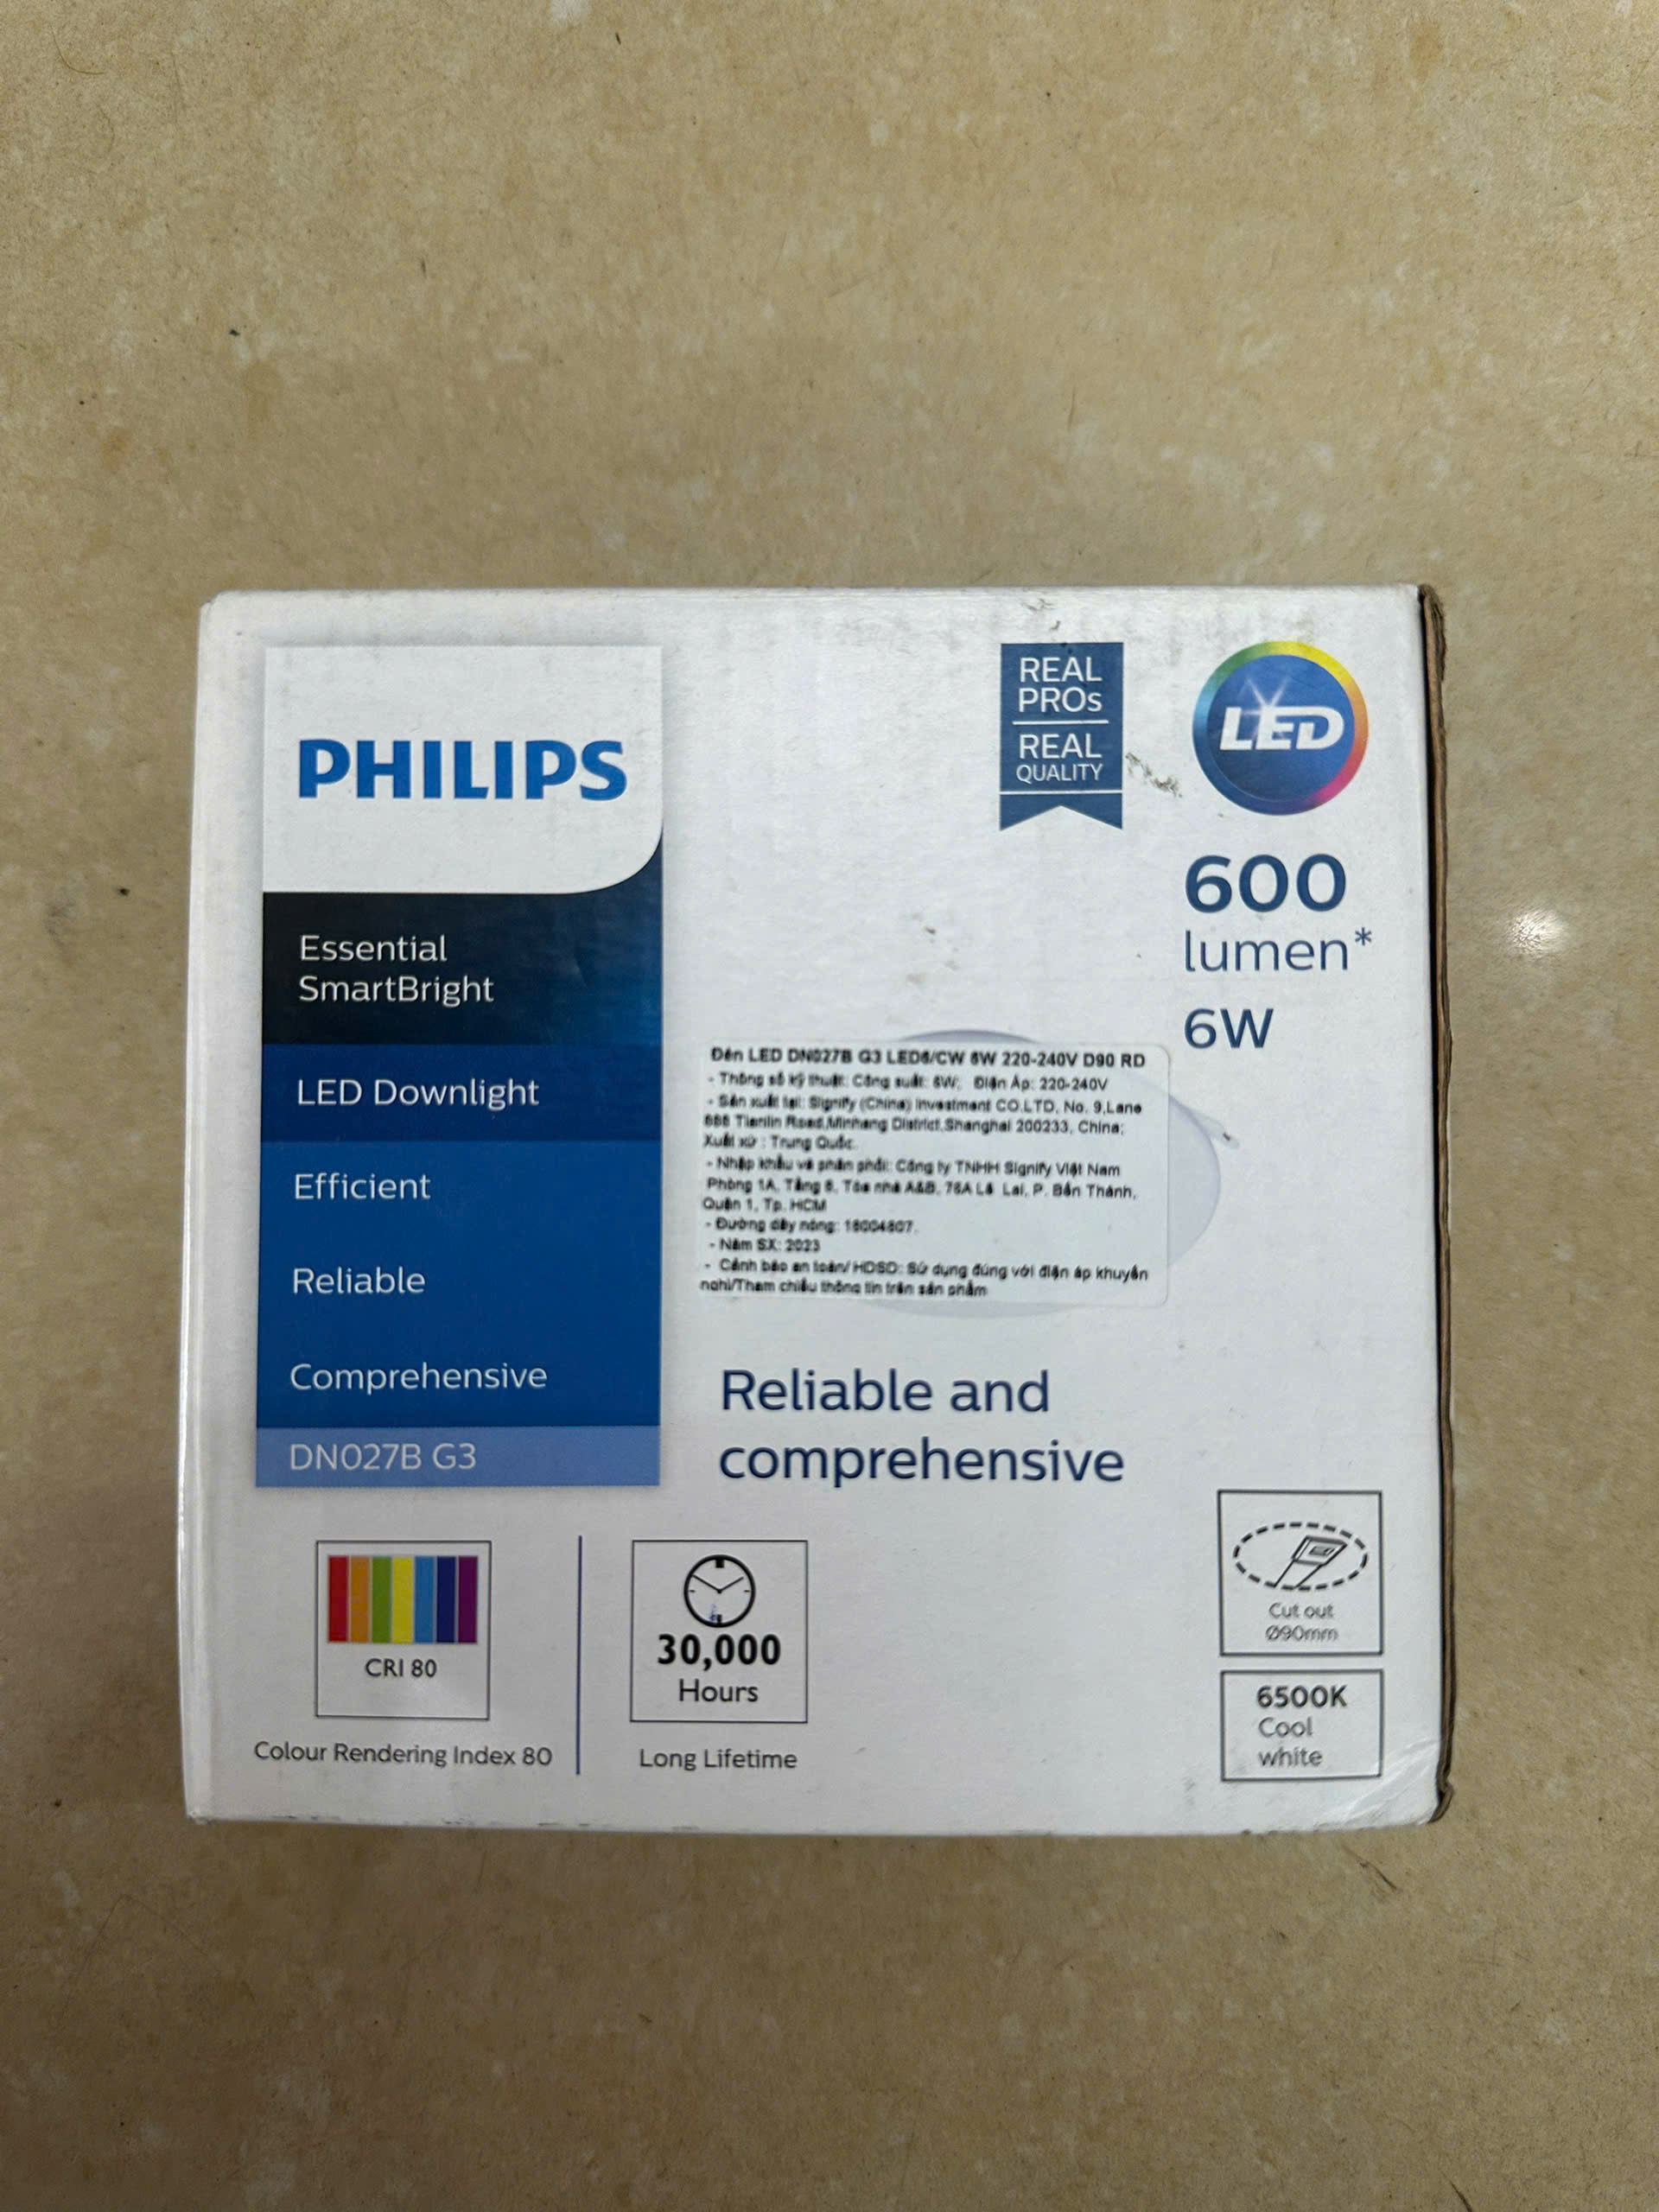 PHILIPS
Essential
SmartBright
LED Downlight
Efficient
Reliable
Comprehensive
DN027B G3
REAL
PROs
REAL
QUALITY
LED
600
lumen*
6W
Đèn LED DN027B G3 LED6/CW 6W 220-240V D90 RD
- Thông số kỹ thuật: Công suất: 6W; Điện Áp: 220-240V
- Sản xuất tại: Signify (China) Investment CO.LTD, No. 9,Lane
888 Tianlin Road,Minhang District,Shanghai 200233, China;
Xuất xứ : Trung Quốc.
- Nhập khẩu và phân phối: Công ty TNHH Signify Việt Nam
Phòng 1A, Tầng 8, Tòa nhà A&B, 76A Lê Lai, P. Bến Thành,
Quận 1, Tp. HCM
- Đường dây nóng:
- Năm SX: 2023
- Cảnh báo an toàn/ HDSD: Sử dụng đúng với điện áp khuyến
nghị/Tham chiếu thông tin trên sản phẩm
Reliable and
comprehensive
CRI 80
Colour Rendering Index 80
30,000
Hours
Long Lifetime
Cut out
Ø90mm
6500K
Cool
white